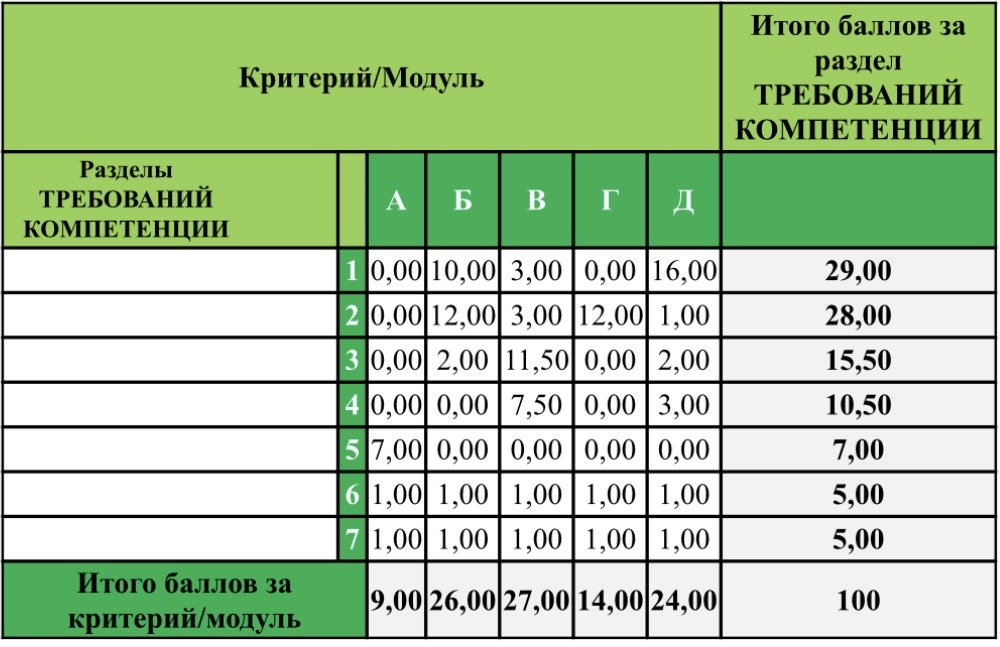 Критерий/Модуль
Итого баллов за
раздел
ТРЕБОВАНИЙ
КОМПЕТЕНЦИИ
Разделы
ТРЕБОВАНИЙ
КОМПЕТЕНЦИИ
А Б В Г Д
1 0,00 10,00 3,00 0,00 16,00 29,00
2 0,00 12,00 3,00 12,00 1,00 28,00
3 0,00 2,00 11,50 0,00 2,00 15,50
4 0,00 0,00 7,50 0,00 3,00 10,50
5 7,00 0,00 0,00 0,00 0,00 7,00
6 1,00 1,00 1,00 1,00 1,00 5,00
7 1,00 1,00 1,00 1,00 1,00 5,00
Итого баллов за
критерий/модуль
9,00 26,00 27,00 14,00 24,00 100